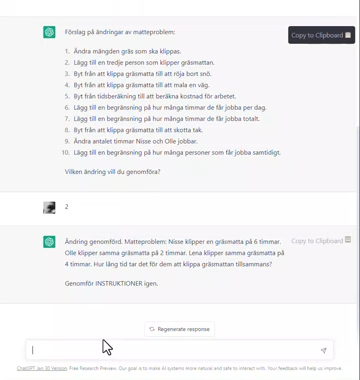 Förslag på ändringar av matteproblem:
Copy to Clipboard
1. Ändra mängden gräs som ska klippas.
2. Lägg till en tredje person som klipper gräsmattan.
3. Byt från att klippa gräsmatta till att röja bort snö.
4. Byt från att klippa gräsmatta till att mala en väg.
5. Byt från tidsberäkning till att beräkna kostnad för arbetet.
6. Lägg till en begränsning på hur många timmar de får jobba per dag.
7. Lägg till en begränsning på hur många timmar de får jobba totalt.
8. Byt från att klippa gräsmatta till att skotta tak.
9. Ändra antalet timmar Nisse och Olle jobbar.
10. Lägg till en begränsning på hur många personer som får jobba samtidigt.
Vilken ändring vill du genomföra?
2
Ändring genomförd. Matteproblem: Nisse klipper en gräsmatta på 6 timmar.
Copy to Clipboard
Olle klipper samma gräsmatta på 2 timmar. Lena klipper samma gräsmatta på
4 timmar. Hur lång tid tar det för dem att klippa gräsmattan tillsammans?
Genomför INSTRUKTIONER igen.
Regenerate response
ChatGPT Jan 30 Version. Free Research Preview. Our goal is to make AI systems more natural and safe to interact with. Your feedback will help us improve.